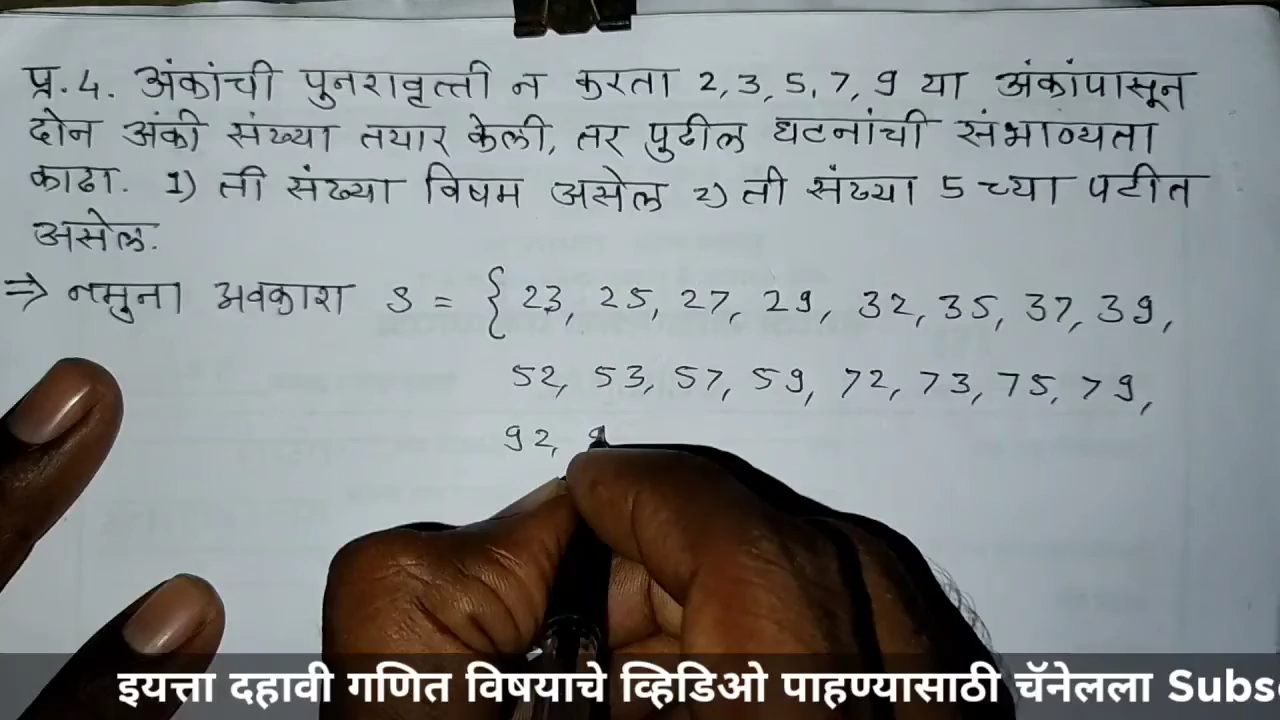 प्र.4. अंकांची पुनरावृत्ती न करता 2, 3, 5, 7, 9 या अंकांपासून
दोन अंकी संख्या तयार केली, तर पुढील घटनांची संभाव्यता
काढा. 1) ती संख्या विषम असेल 2) ती संख्या 5 च्या पटीत
असेल.
⇒ नमुना अवकाश S = { 23, 25, 27, 29, 32, 35, 37, 39,
52, 53, 57, 59, 72, 73, 75, 79,
92, 9
इयत्ता दहावी गणित विषयाचे व्हिडिओ पाहण्यासाठी चॅनेलला Subs